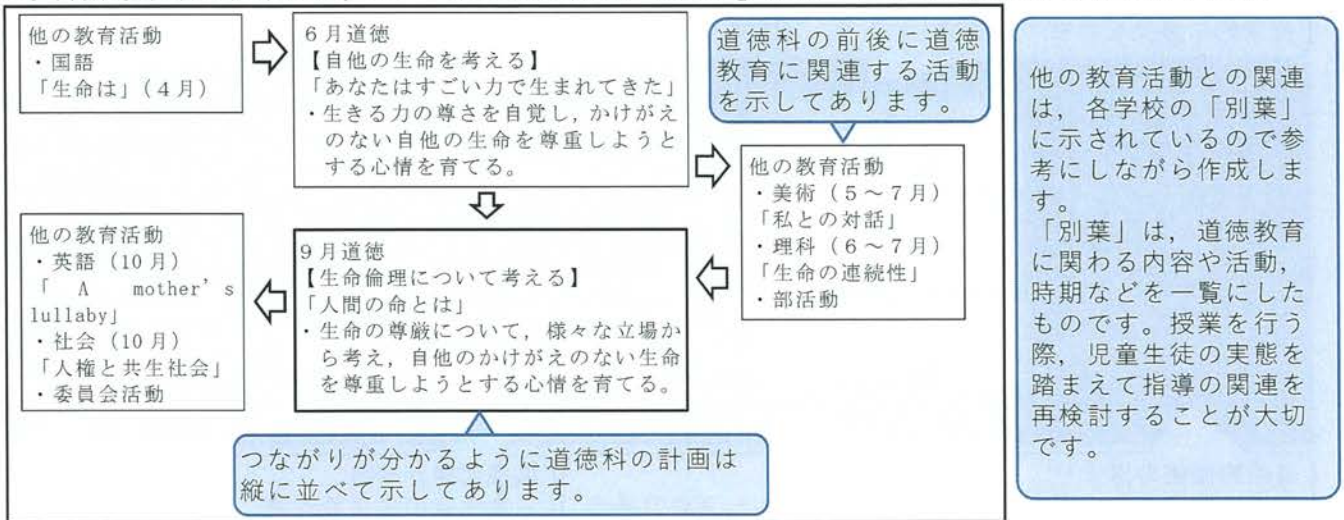 他の教育活動
・国語
「生命は」(4月)
6月道徳
【自他の生命を考える】
「あなたはすごい力で生まれてきた」
・生きる力の尊さを自覚し,かけがえ
のない自他の生命を尊重しようと
する心情を育てる。
道徳科の前後に道徳
教育に関連する活動
を示してあります。
他の教育活動
・美術(5~7月)
「私との対話」
・理科(6~7月)
「生命の連続性」
・部活動
9月道徳
【生命倫理について考える】
「人間の命とは」
・生命の尊厳について,様々な立場か
ら考え,自他のかけがえのない生命
を尊重しようとする心情を育てる。
他の教育活動
・英語(10月)
「 A mother's
lullaby」
・社会(10月)
「人権と共生社会」
・委員会活動
つながりが分かるように道徳科の計画は
縦に並べて示してあります。
他の教育活動との関連
は,各学校の「別葉」
に示されているので参
考にしながら作成しま
す。
「別葉」は,道徳教育
に関わる内容や活動,
時期などを一覧にした
ものです。授業を行う
際,児童生徒の実態を
踏まえて指導の関連を
再検討することが大切
です。